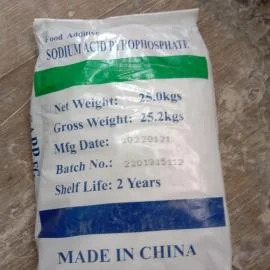 Food Additive
SODIUM ACID PYROPHOSPHATE
Net Weight: 25.0kgs
Gross Weight: 25.2kgs
Mfg Date: 20220121
Batch No.:
Shelf Life: 2 Years
MADE IN CHINA